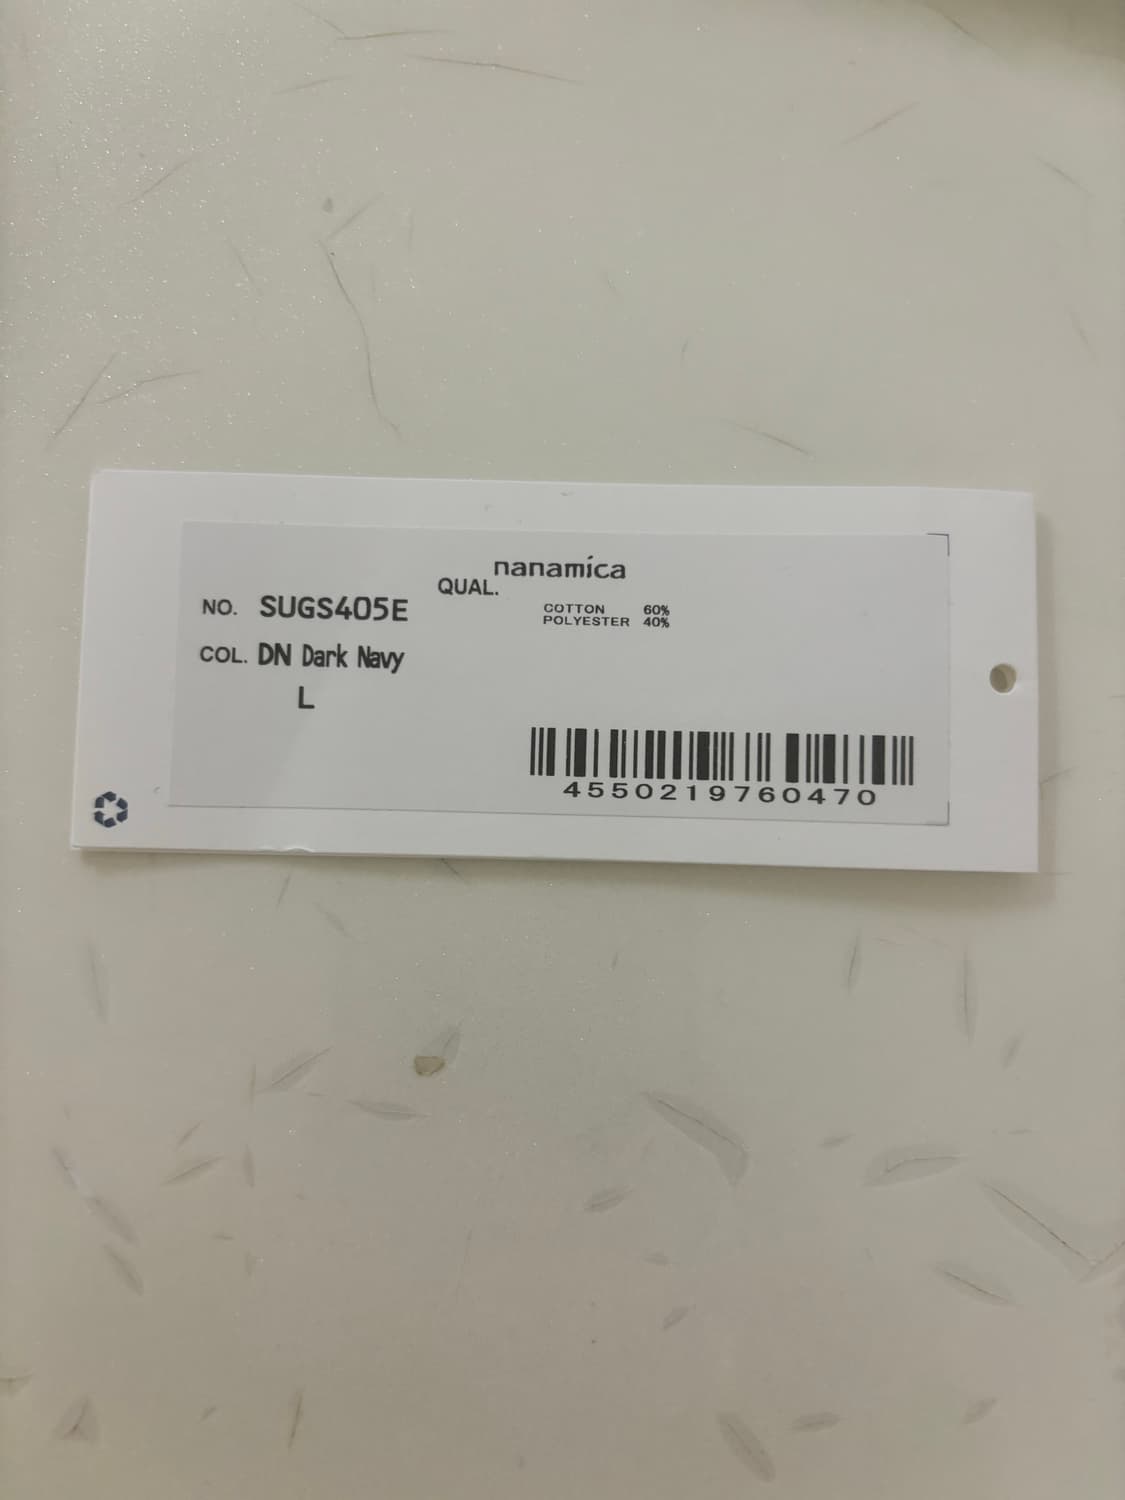 nanamica
QUAL.
NO. SUGS405E
COTTON 60%
POLYESTER 40%
COL. DN Dark Navy
L
4550219760470